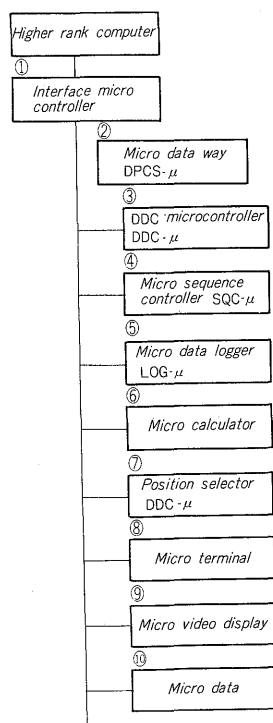 Higher rank computer
①
Interface micro
controller
②
Micro data way
DPCS-μ
③
DDC microcontroller
DDC-μ
④
Micro sequence
controller SQC-μ
⑤
Micro data logger
LOG-μ
⑥
Micro calculator
⑦
Position selector
DDC-μ
⑧
Micro terminal
⑨
Micro video display
⑩
Micro data